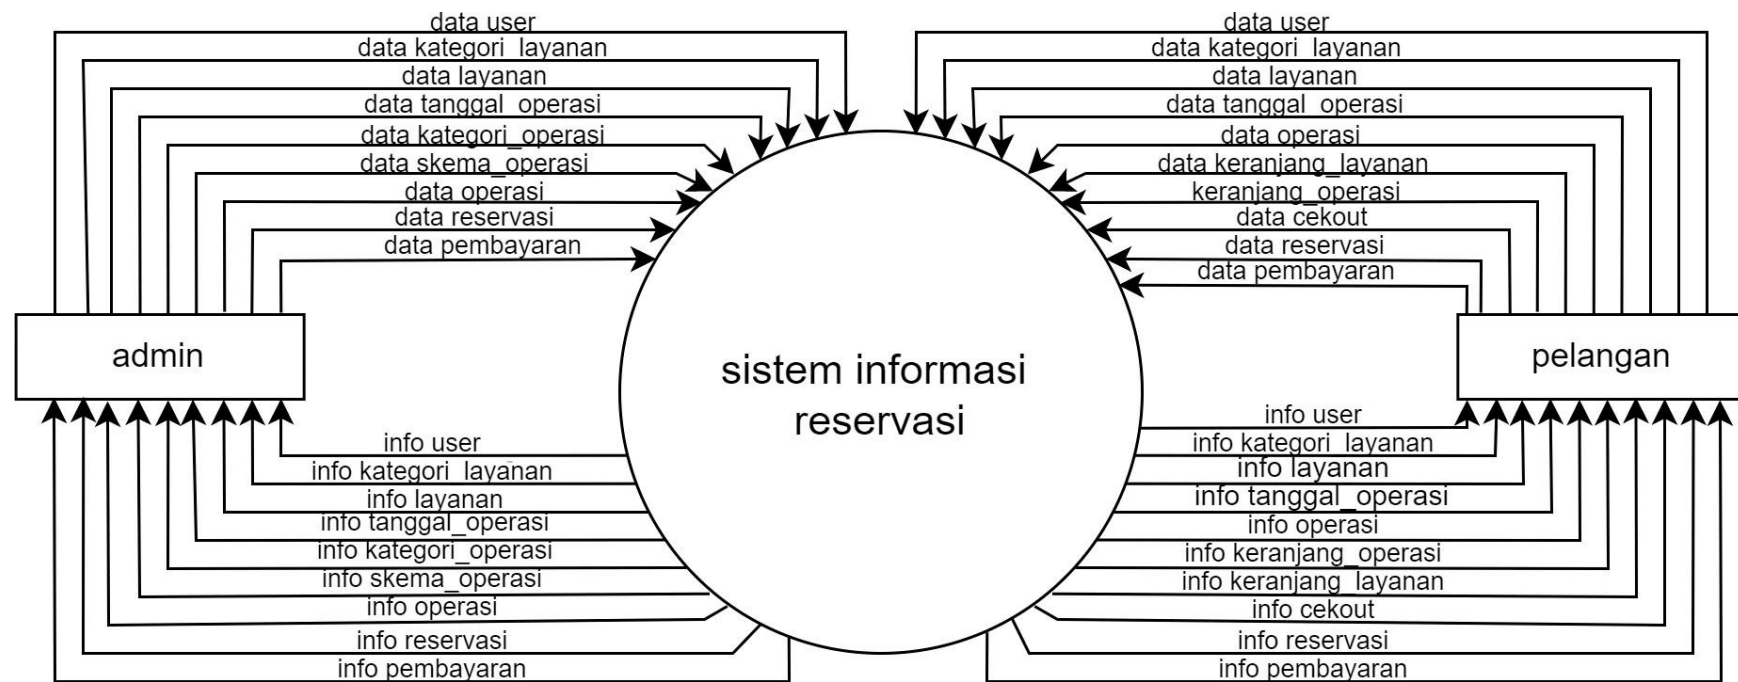 data user
data kategori_layanan
data layanan
data tanggal_operasi
data kategori_operasi
data skema_operasi
data operasi
data reservasi
data pembayaran
data user
data kategori_layanan
data layanan
data tanggal_operasi
data operasi
data keranjang_layanan
keranjang_operasi
data cekout
data reservasi
data pembayaran
admin
sistem informasi
reservasi
pelangan
info user
info kategori_layanan
info layanan
info tanggal_operasi
info kategori_operasi
info skema_operasi
info operasi
info reservasi
info pembayaran
info user
info kategori_layanan
info layanan
info tanggal_operasi
info operasi
info keranjang_operasi
info keranjang_layanan
info cekout
info reservasi
info pembayaran